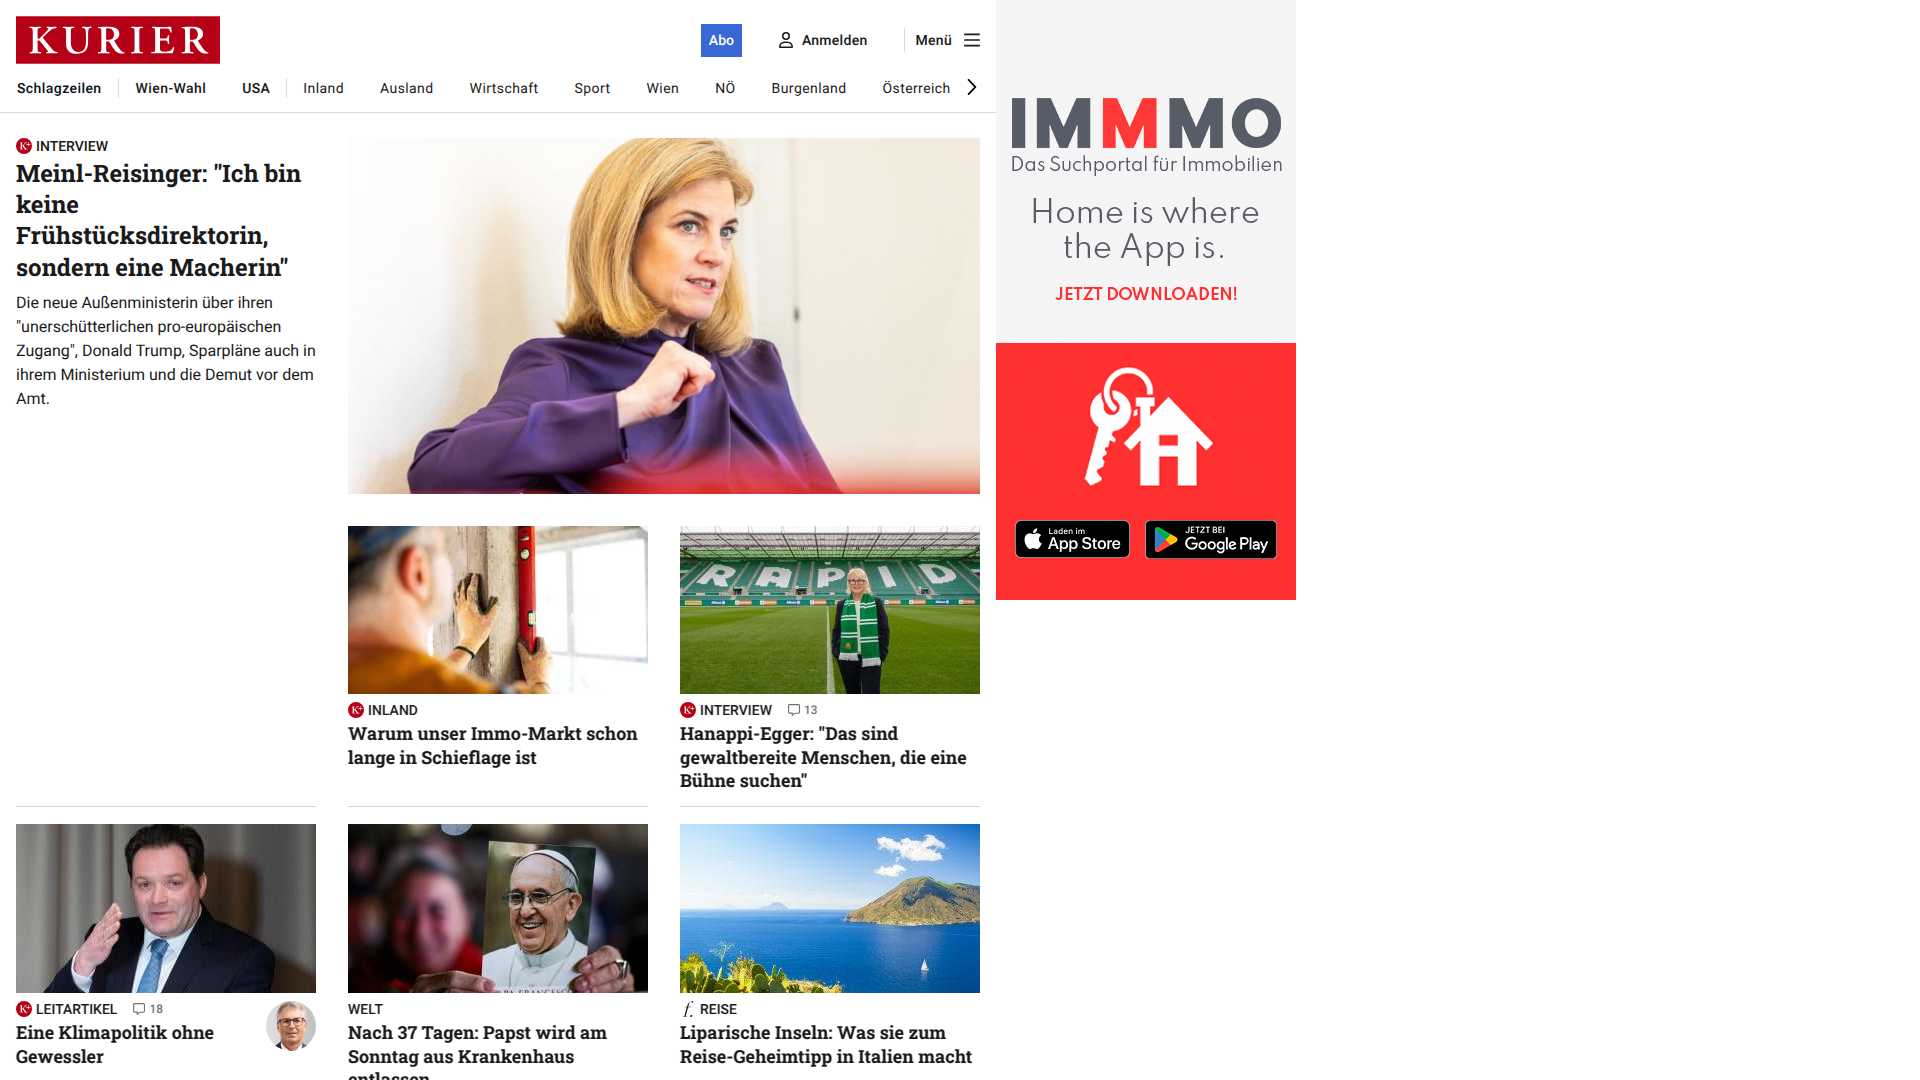 KURIER
Abo
Anmelden
Menü
Schlagzeilen
Wien-Wahl
USA
Inland
Ausland
Wirtschaft
Sport
Wien
NÖ
Burgenland
Österreich
INTERVIEW
Meinl-Reisinger: "Ich bin
keine
Frühstücksdirektorin,
sondern eine Macherin"
Die neue Außenministerin über ihren
"unerschütterlichen pro-europäischen
Zugang", Donald Trump, Sparpläne auch in
ihrem Ministerium und die Demut vor dem
Amt.
IMMMO
Das Suchportal für Immobilien
Home is where
the App is.
JETZT DOWNLOADEN!
Laden im
App Store
JETZT BEI
Google Play
INLAND
Warum unser Immo-Markt schon
lange in Schieflage ist
RAPID
INTERVIEW 13
Hanappi-Egger: "Das sind
gewaltbereite Menschen, die eine
Bühne suchen"
LEITARTIKEL 18
Eine Klimapolitik ohne
Gewessler
WELT
Nach 37 Tagen: Papst wird am
Sonntag aus Krankenhaus
entlassen
REISE
Liparische Inseln: Was sie zum
Reise-Geheimtipp in Italien macht